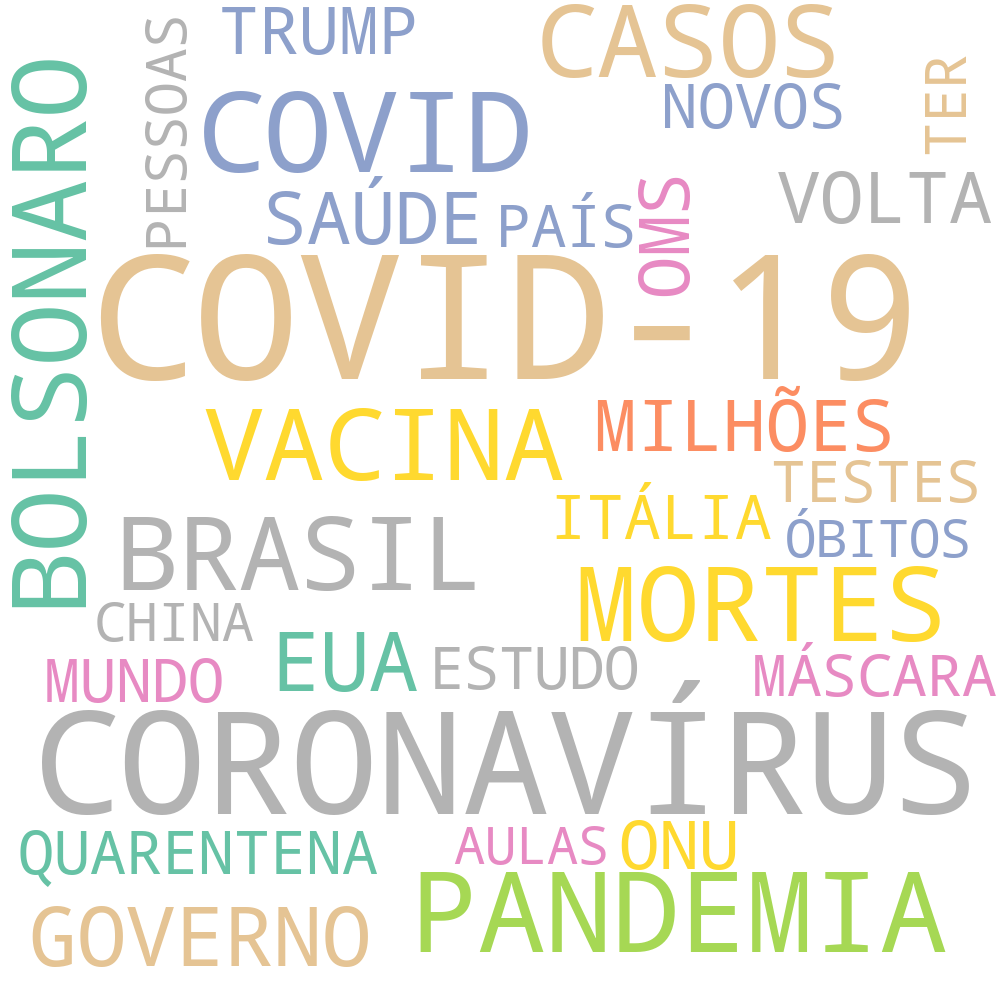 TRUMP
CASOS
PESSOAS
BOLSONARO
COVID
NOVOS
TER
SAÚDE
PAÍS
OMS
VOLTA
COVID-19
VACINA
MILHÕES
TESTES
ITÁLIA
ÓBITOS
BRASIL
MORTES
CHINA
MUNDO
EUA
ESTUDO
MÁSCARA
CORONAVÍRUS
QUARENTENA
AULAS
ONU
GOVERNO
PANDEMIA